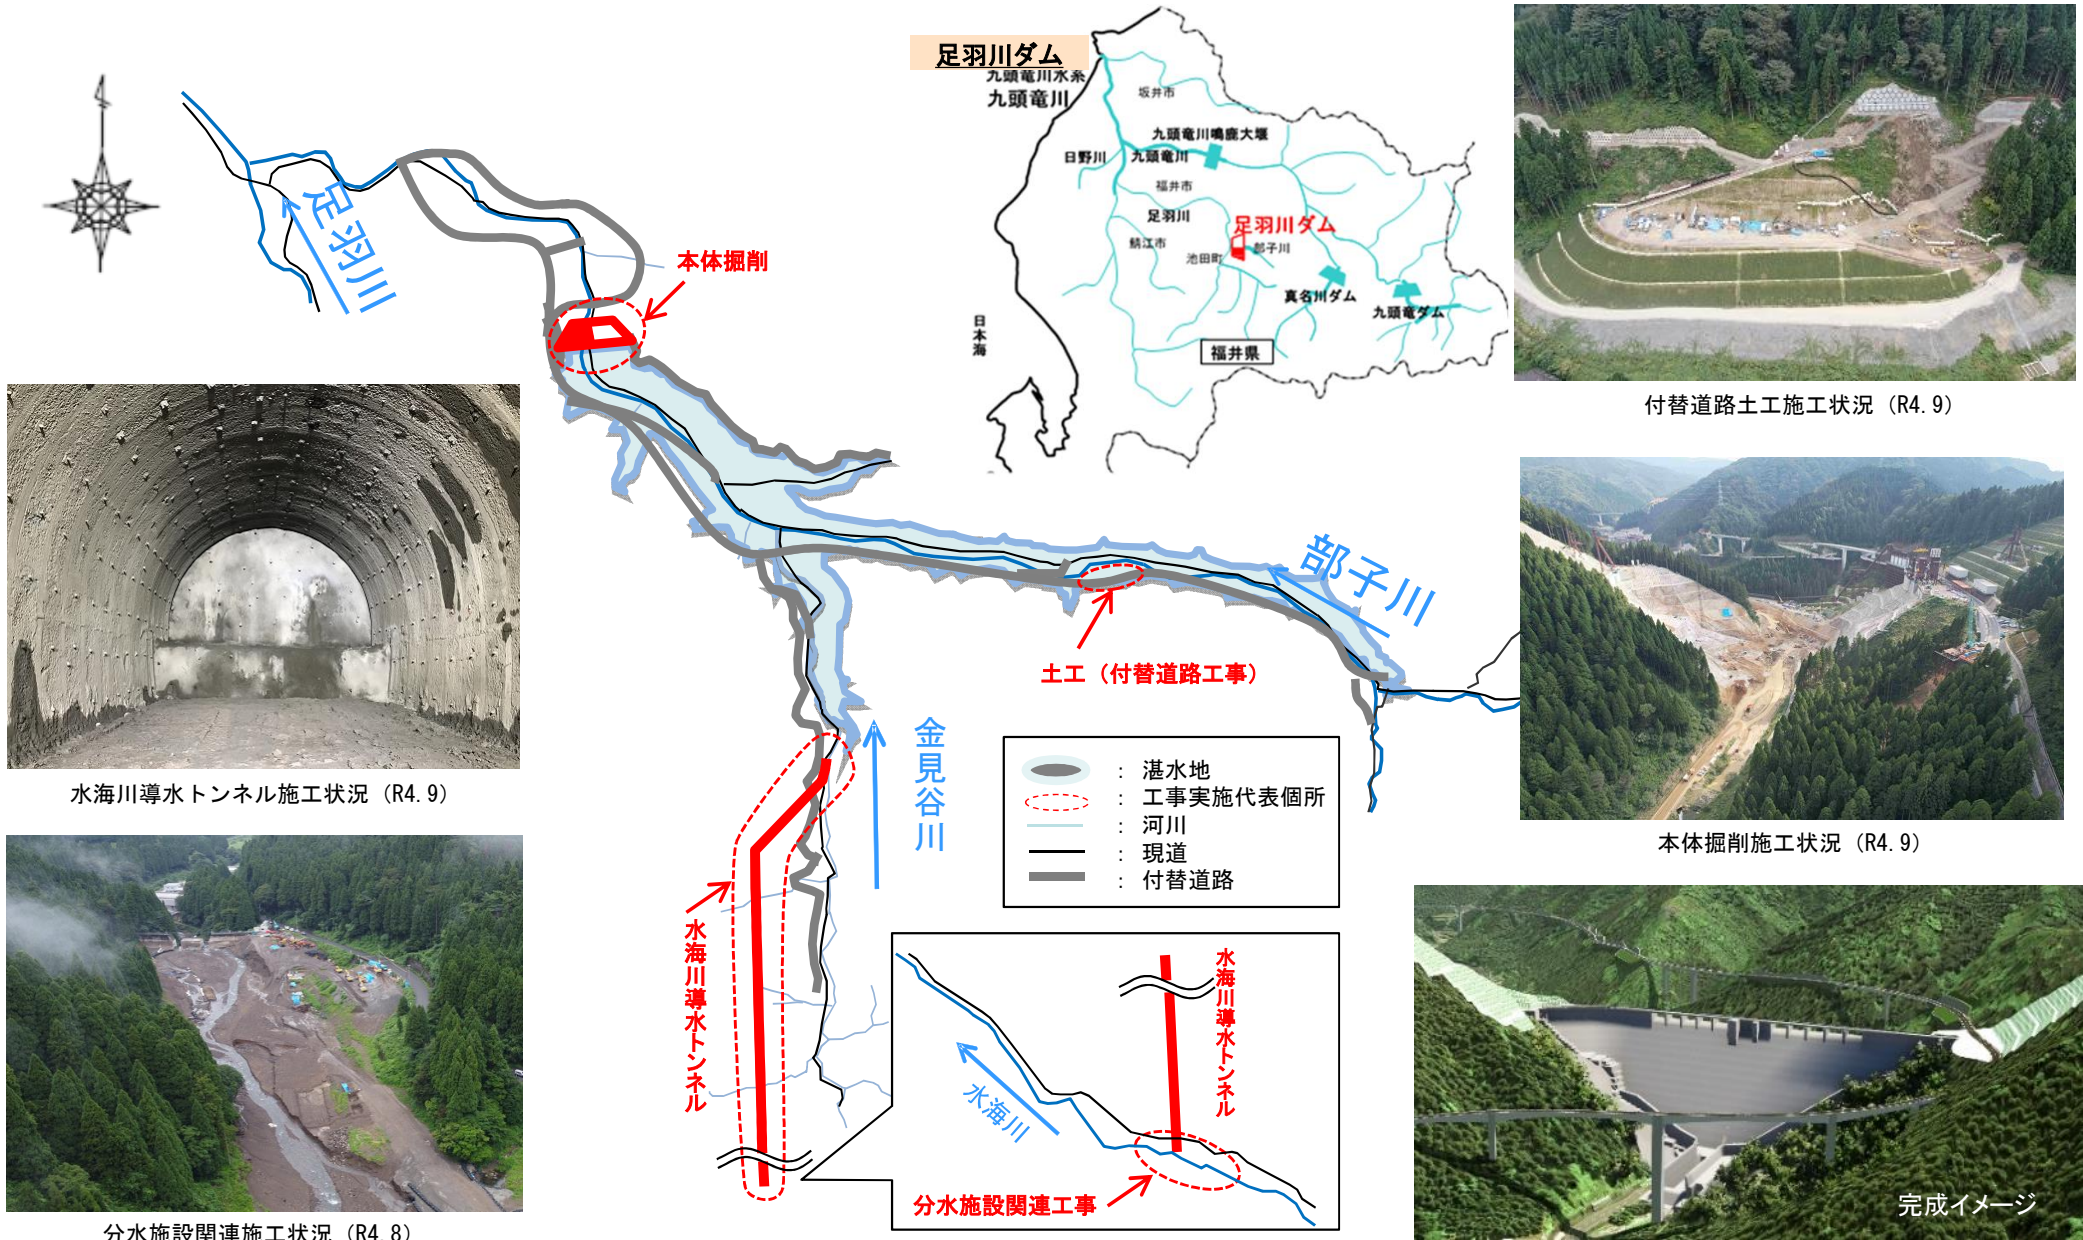 足羽川ダム
九頭竜川水系
九頭竜川
坂井市
九頭竜川鳴鹿大堰
日野川
九頭竜川
福井市
足羽川
足羽川ダム
鯖江市
部子川
池田町
真名川ダム
九頭竜ダム
日本海
福井県
足羽川
本体掘削
付替道路土工施工状況（R4.9）
部子川
土工（付替道路工事）
水海川導水トンネル施工状況（R4.9）
金見谷川
：湛水地
：工事実施代表個所
：河川
：現道
：付替道路
本体掘削施工状況（R4.9）
水海川導水トンネル
水海川導水トンネル
水海川
分水施設関連工事
完成イメージ
分水施設関連施工状況（R4.8）